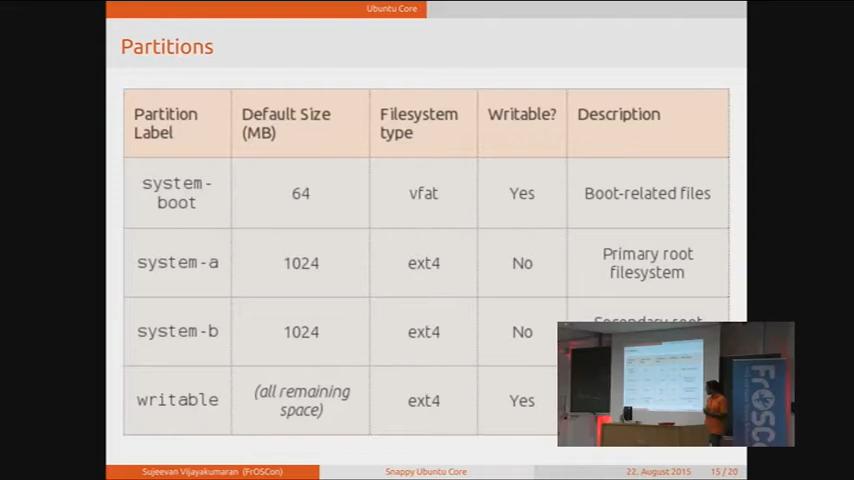 Ubuntu Core
Partitions
Partition Label
Default Size (MB)
Filesystem type
Writable?
Description
system-boot
64
vfat
Yes
Boot-related files
system-a
1024
ext4
No
Primary root filesystem
system-b
1024
ext4
No
Secondary root
writable
(all remaining space)
ext4
Yes
FrOSCon
Sujeevan Vijayakumaran (FrOSCon)
Snappy Ubuntu Core
22. August 2015
15 / 20